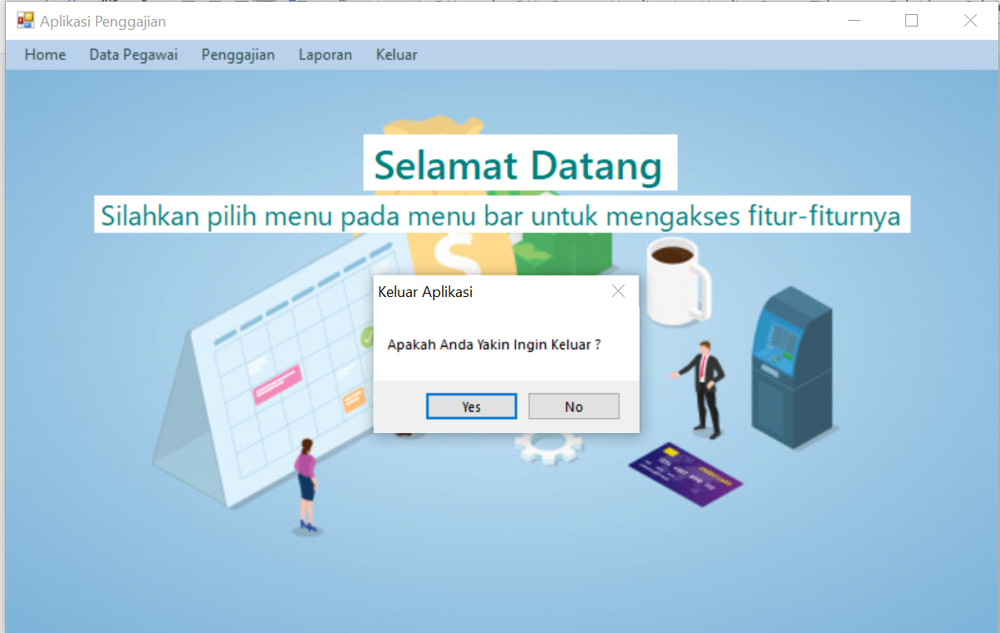 Aplikasi Penggajian
Home Data Pegawai Penggajian Laporan Keluar
Selamat Datang
Silahkan pilih menu pada menu bar untuk mengakses fitur-fiturnya
Keluar Aplikasi
Apakah Anda Yakin Ingin Keluar ?
Yes No